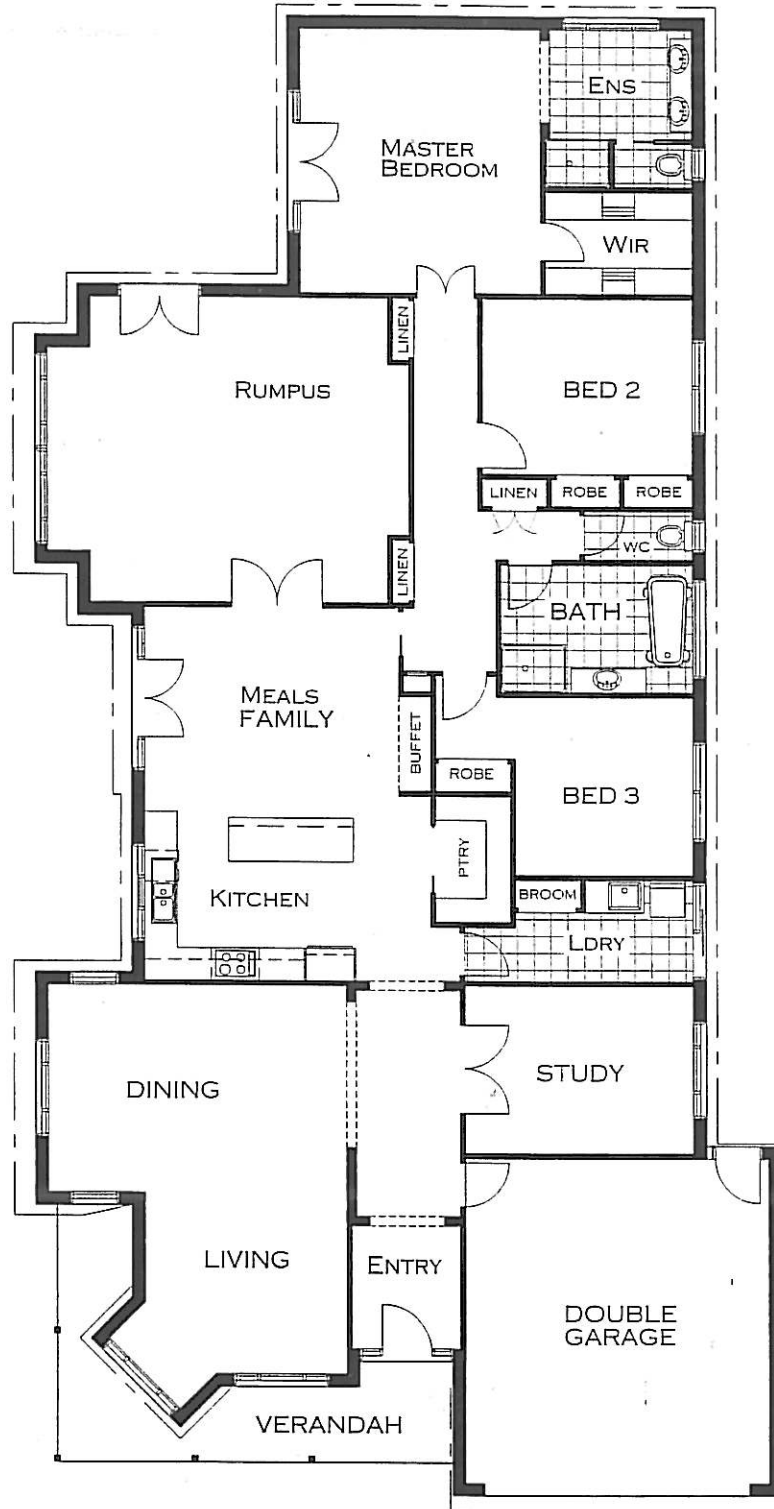 ENS
MASTER
BEDROOM
WIR
LINEN
RUMPUS
BED 2
LINEN
ROBE
ROBE
WC
LINEN
BATH
MEALS
FAMILY
BUFFET
ROBE
BED 3
PTRY
KITCHEN
BROOM
LDRY
DINING
STUDY
LIVING
ENTRY
DOUBLE
GARAGE
VERANDAH